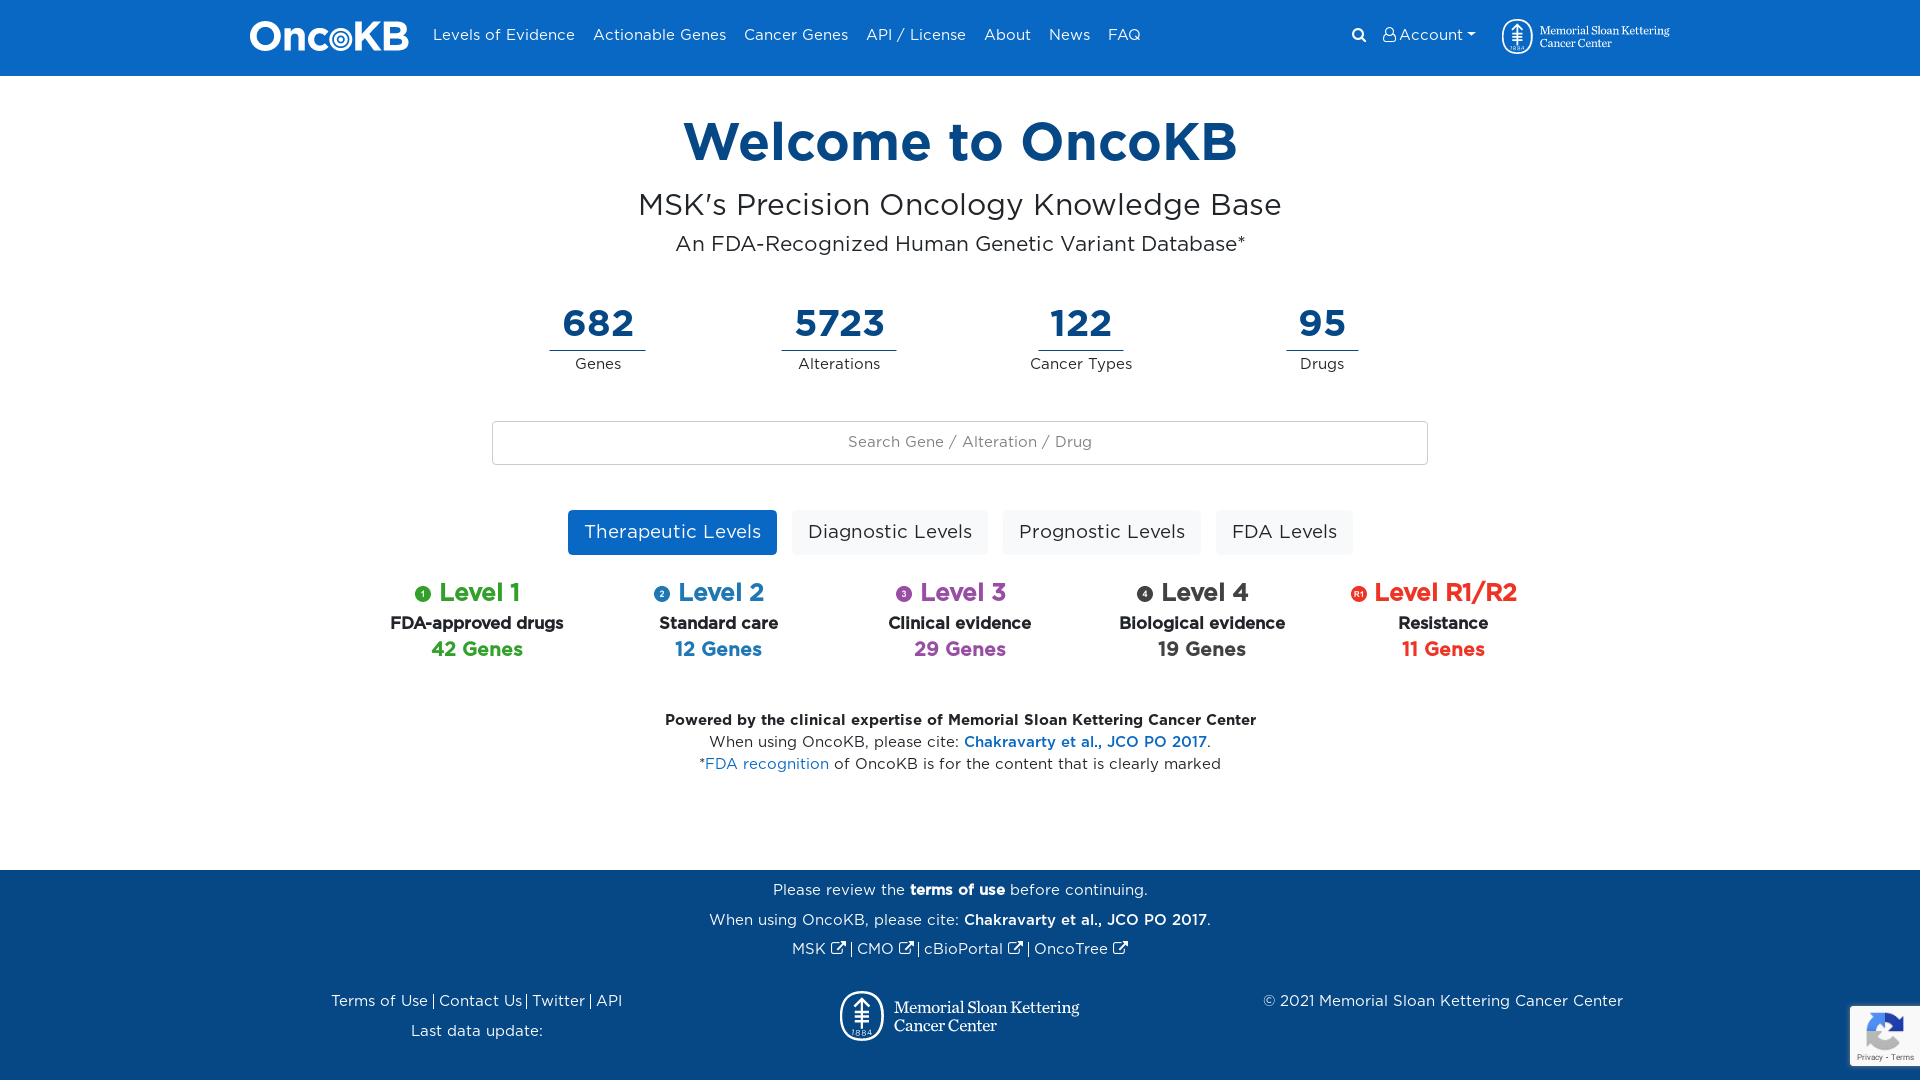 OncoKB Levels of Evidence Actionable Genes Cancer Genes API / License About News FAQ Account Memorial Sloan Kettering
Cancer Center
1884
Welcome to OncoKB
MSK's Precision Oncology Knowledge Base
An FDA-Recognized Human Genetic Variant Database*
682 5723 122 95
Genes Alterations Cancer Types Drugs
Search Gene / Alteration / Drug
Therapeutic Levels Diagnostic Levels Prognostic Levels FDA Levels
1 Level 1 2 Level 2 3 Level 3 4 Level 4 R1 Level R1/R2
FDA-approved drugs Standard care Clinical evidence Biological evidence Resistance
42 Genes 12 Genes 29 Genes 19 Genes 11 Genes
Powered by the clinical expertise of Memorial Sloan Kettering Cancer Center
When using OncoKB, please cite: Chakravarty et al., JCO PO 2017.
*FDA recognition of OncoKB is for the content that is clearly marked
Please review the terms of use before continuing.
When using OncoKB, please cite: Chakravarty et al., JCO PO 2017.
MSK | CMO | cBioPortal | OncoTree
Terms of Use | Contact Us | Twitter | API
Last data update:
Memorial Sloan Kettering
Cancer Center
1884
© 2021 Memorial Sloan Kettering Cancer Center
Privacy - Terms